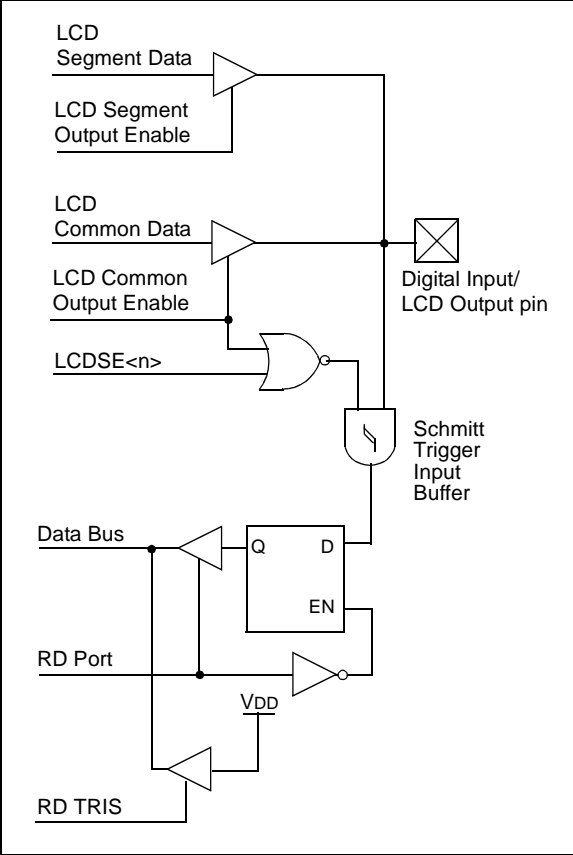 LCD
Segment Data
LCD Segment
Output Enable
LCD
Common Data
LCD Common
Output Enable
Digital Input/
LCD Output pin
LCDSE<n>
Schmitt
Trigger
Input
Buffer
Data Bus
Q
D
EN
RD Port
VDD
RD TRIS